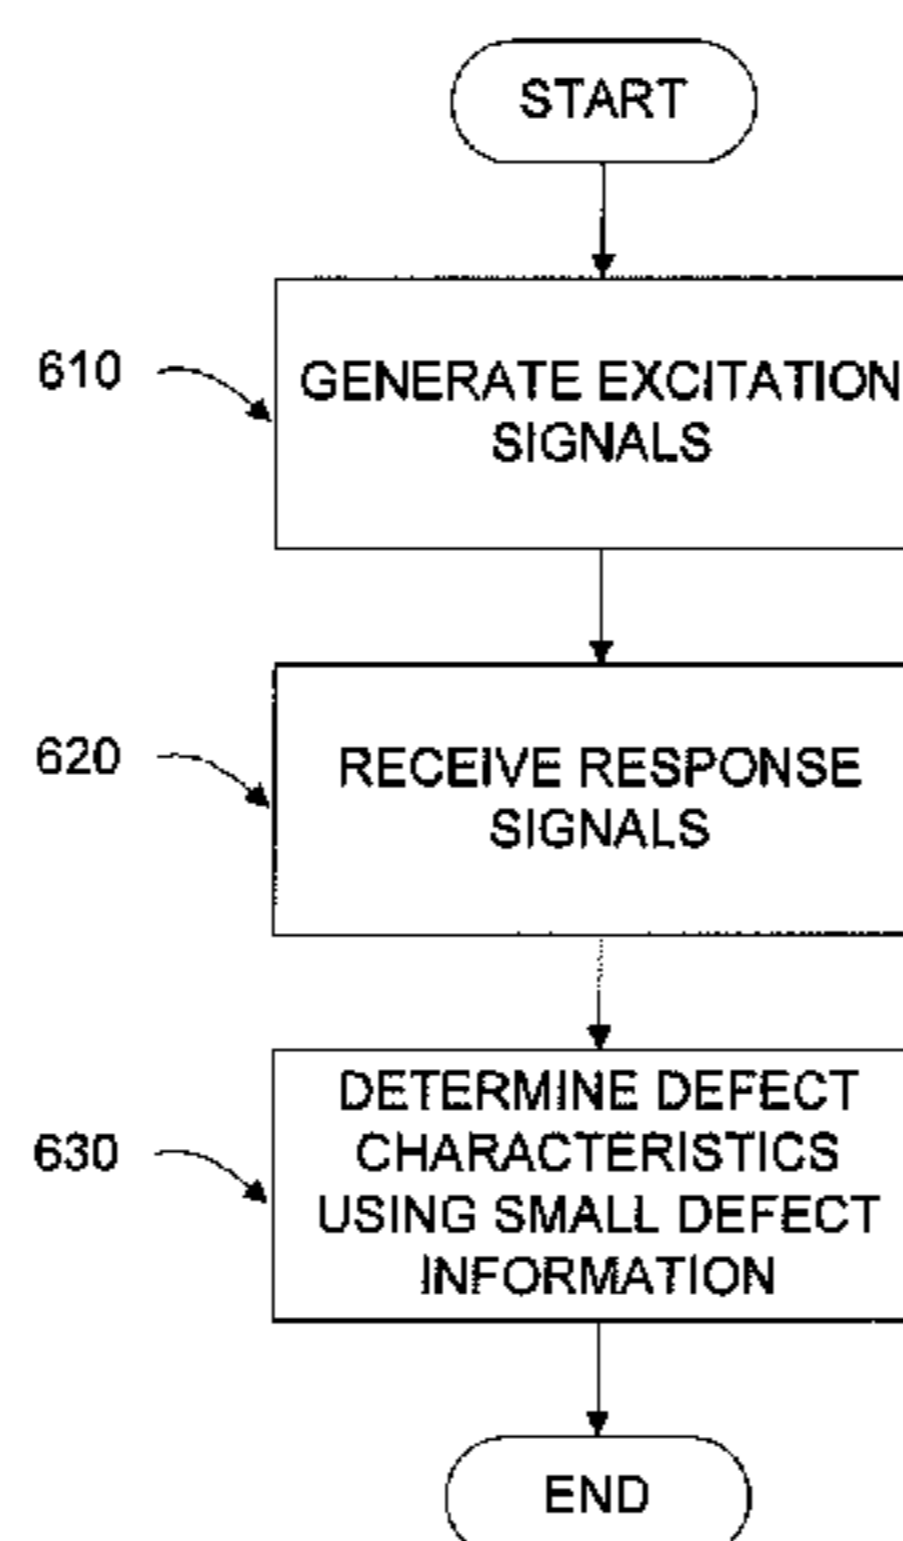 START
610
GENERATE EXCITATION
SIGNALS
620
RECEIVE RESPONSE
SIGNALS
630
DETERMINE DEFECT
CHARACTERISTICS
USING SMALL DEFECT
INFORMATION
END